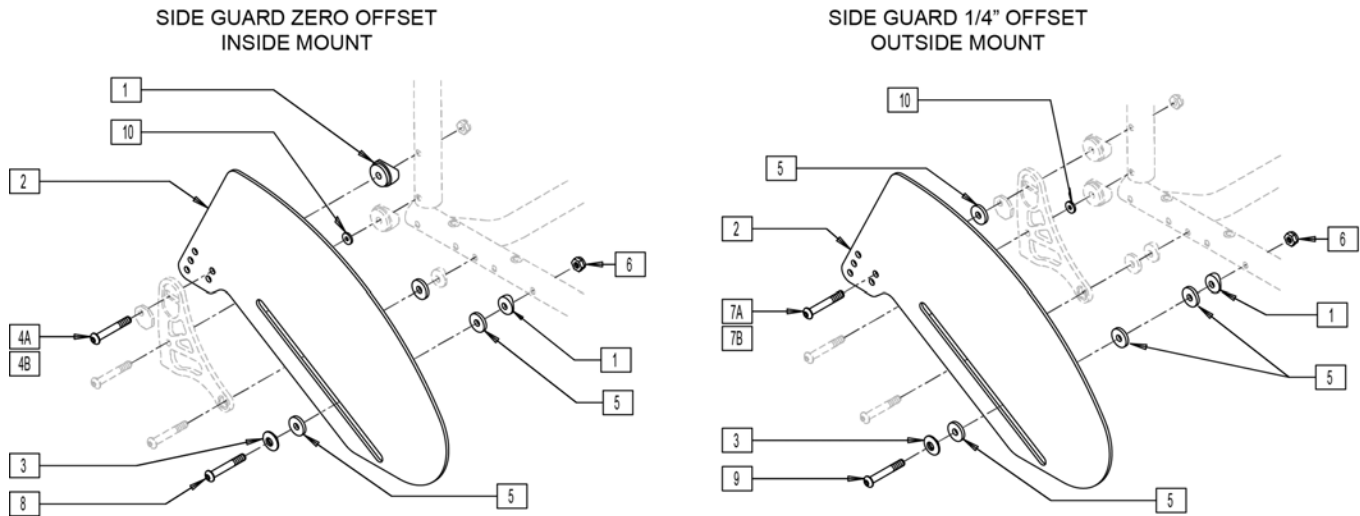 SIDE GUARD ZERO OFFSET
INSIDE MOUNT
1
10
2
6
4A
4B
1
5
3
8
5
SIDE GUARD 1/4” OFFSET
OUTSIDE MOUNT
10
5
2
6
7A
7B
1
5
3
9
5